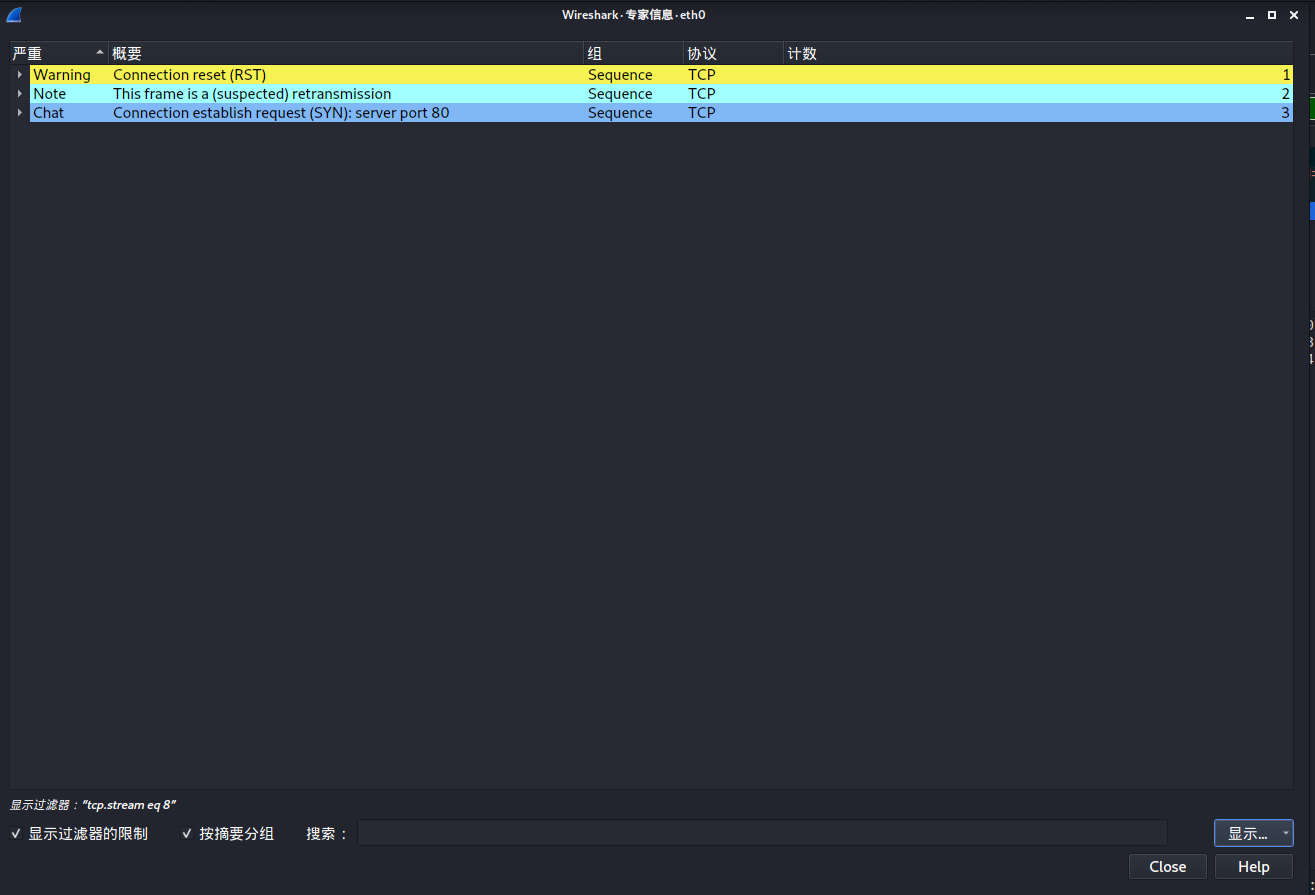 Wireshark·专家信息·eth0
严重 概要 组 协议 计数
Warning Connection reset (RST) Sequence TCP 1
Note This frame is a (suspected) retransmission Sequence TCP 2
Chat Connection establish request (SYN): server port 80 Sequence TCP 3
显示过滤器："tcp.stream eq 8"
显示过滤器的限制 按摘要分组 搜索： 显示...
Close Help